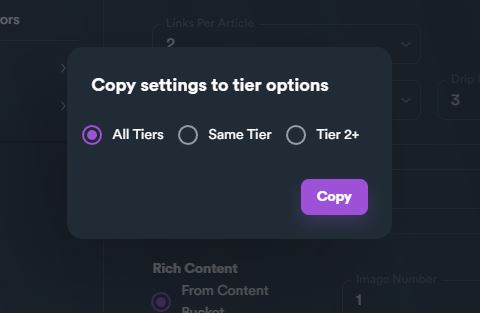 ors
Links Per Article
2
Copy settings to tier options
Drip
3
All Tiers Same Tier Tier 2+
Copy
Rich Content
From Content
Bucket
Image Number
1